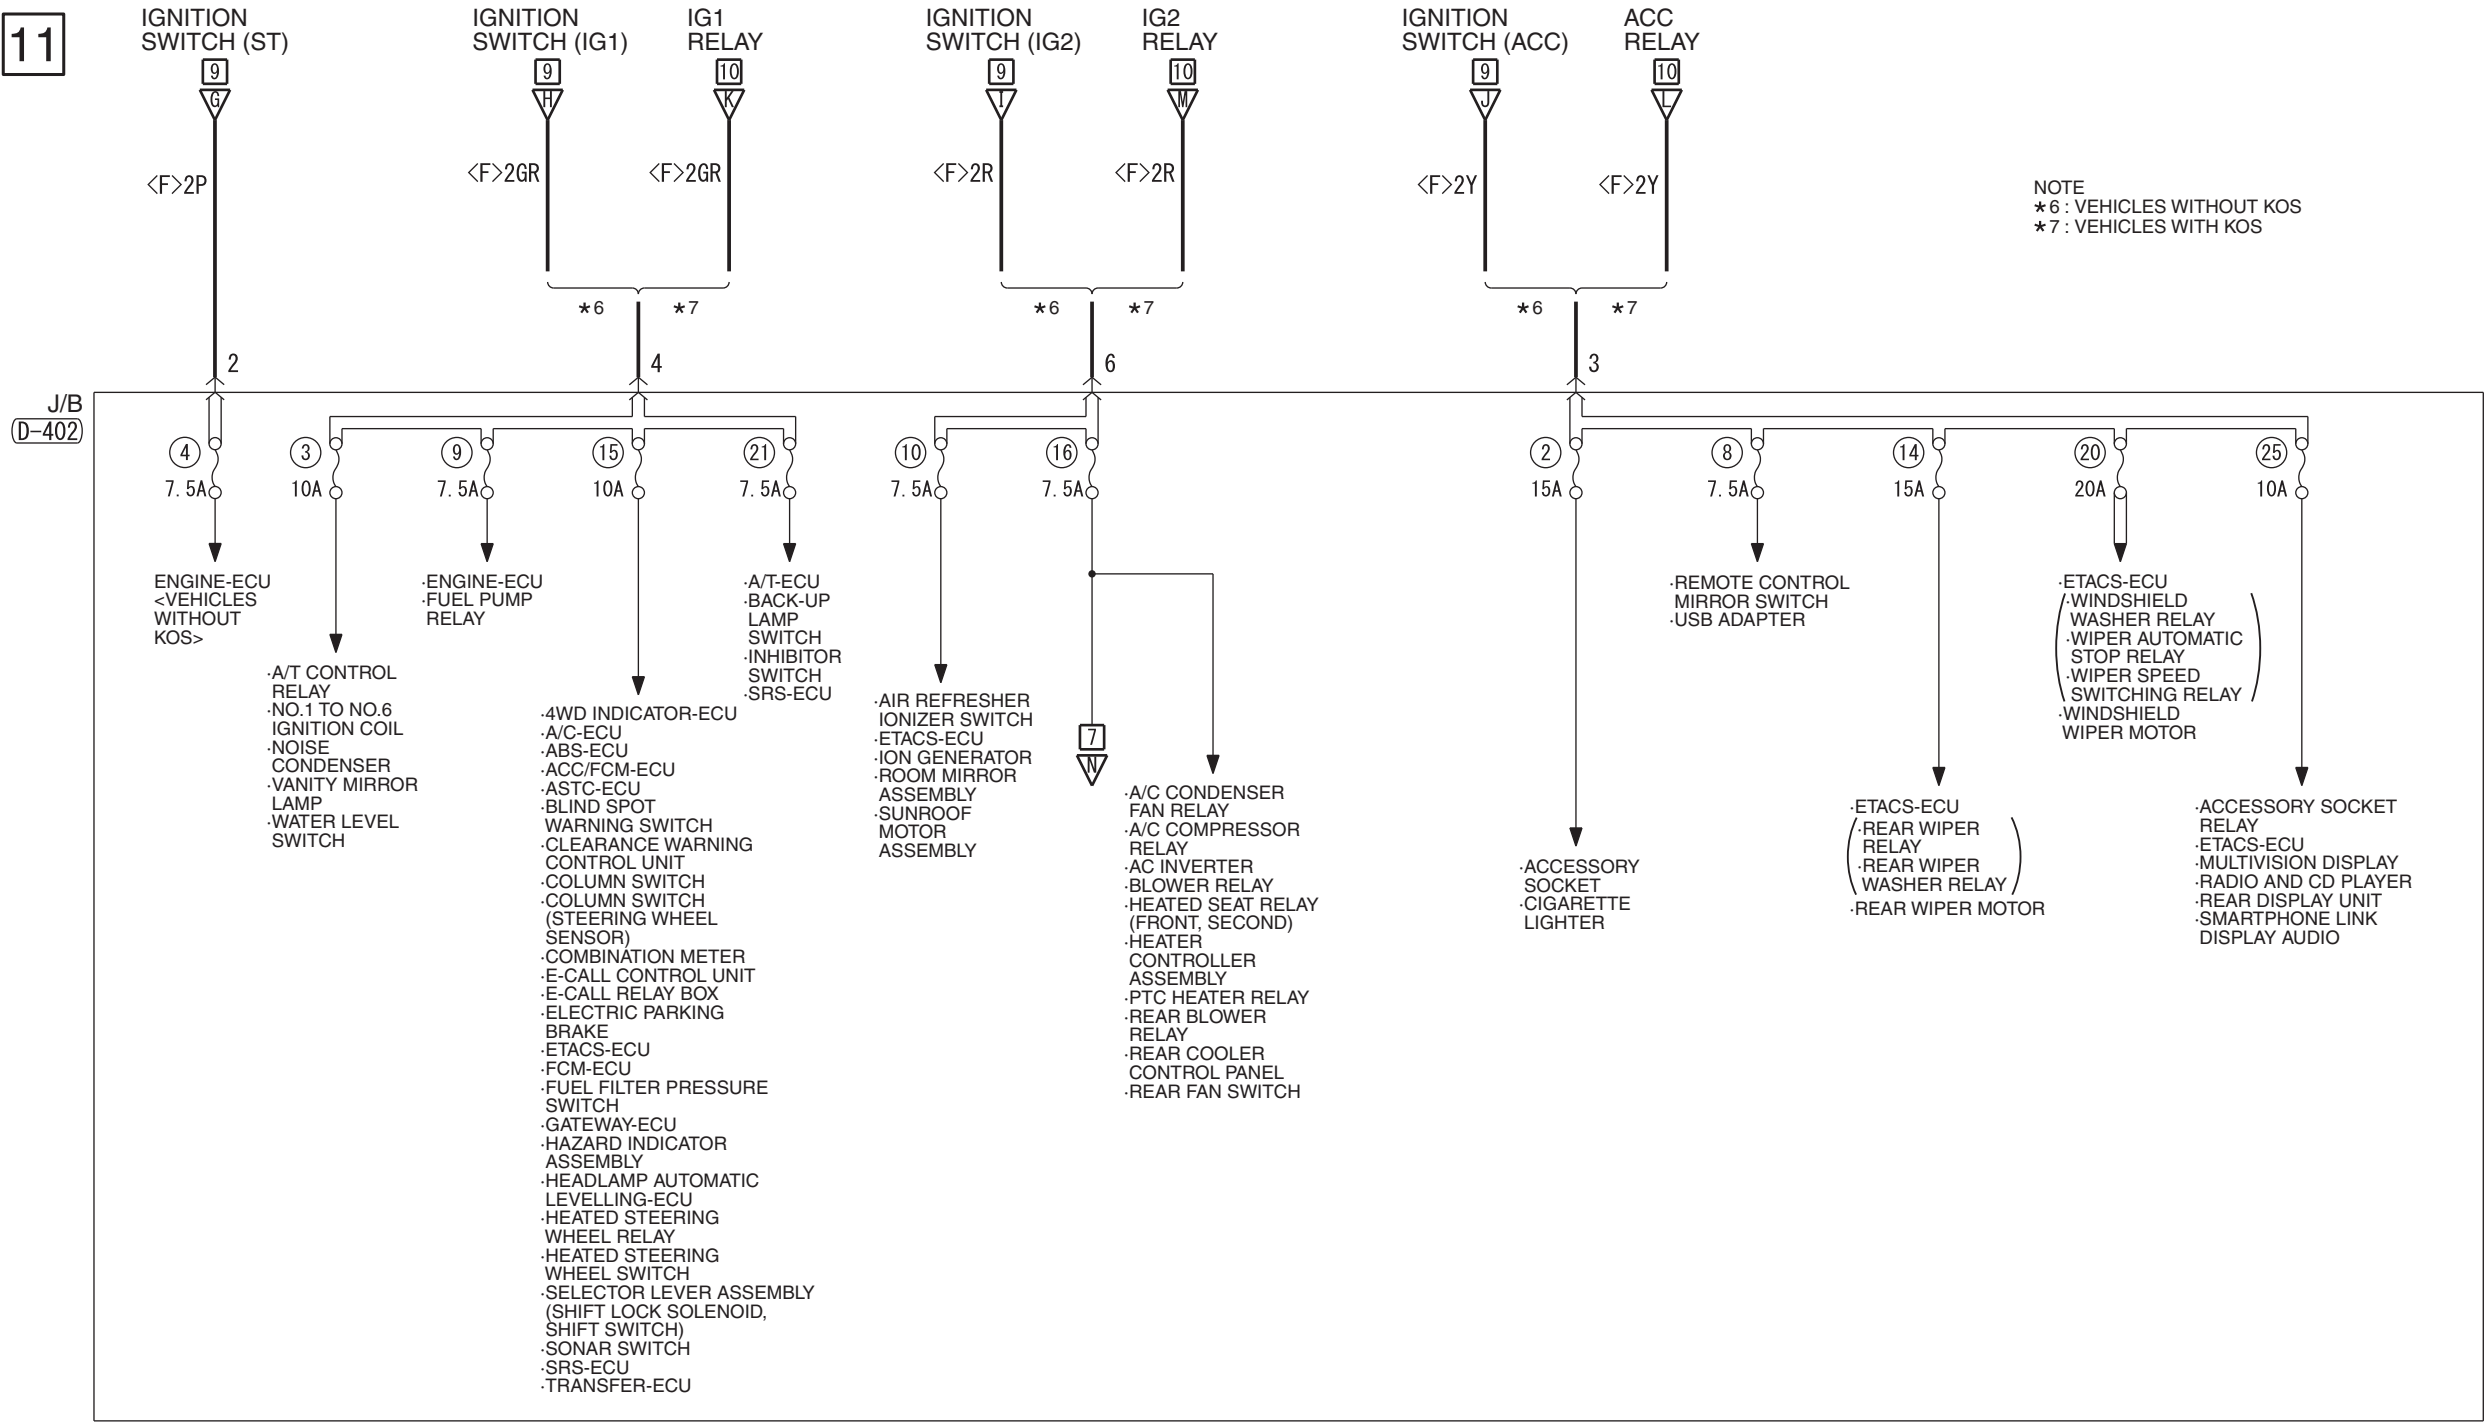 11
IGNITION
SWITCH (ST)
IGNITION
SWITCH (IG1)
IG1
RELAY
IGNITION
SWITCH (IG2)
IG2
RELAY
IGNITION
SWITCH (ACC)
ACC
RELAY
9
9
10
9
10
9
10
G
H
K
I
M
J
L
<F>2P
<F>2GR
<F>2GR
<F>2R
<F>2R
<F>2Y
<F>2Y
NOTE
*6 : VEHICLES WITHOUT KOS
*7 : VEHICLES WITH KOS
*6
*7
*6
*7
*6
*7
2
4
6
3
J/B
(D-402)
4
7.5A
3
10A
9
7.5A
15
10A
21
7.5A
10
7.5A
16
7.5A
2
15A
8
7.5A
14
15A
20
20A
25
10A
ENGINE-ECU
<VEHICLES
WITHOUT
KOS>
·A/T CONTROL
RELAY
·NO.1 TO NO.6
IGNITION COIL
·NOISE
CONDENSER
·VANITY MIRROR
LAMP
·WATER LEVEL
SWITCH
·ENGINE-ECU
·FUEL PUMP
RELAY
·4WD INDICATOR-ECU
·A/C-ECU
·ABS-ECU
·ACC/FCM-ECU
·ASTC-ECU
·BLIND SPOT
WARNING SWITCH
·CLEARANCE WARNING
CONTROL UNIT
·COLUMN SWITCH
·COLUMN SWITCH
(STEERING WHEEL
SENSOR)
·COMBINATION METER
·E-CALL CONTROL UNIT
·E-CALL RELAY BOX
·ELECTRIC PARKING
BRAKE
·ETACS-ECU
·FCM-ECU
·FUEL FILTER PRESSURE
SWITCH
·GATEWAY-ECU
·HAZARD INDICATOR
ASSEMBLY
·HEADLAMP AUTOMATIC
LEVELLING-ECU
·HEATED STEERING
WHEEL RELAY
·HEATED STEERING
WHEEL SWITCH
·SELECTOR LEVER ASSEMBLY
(SHIFT LOCK SOLENOID,
SHIFT SWITCH)
·SONAR SWITCH
·SRS-ECU
·TRANSFER-ECU
·A/T-ECU
·BACK-UP
LAMP
SWITCH
·INHIBITOR
SWITCH
·SRS-ECU
·AIR REFRESHER
IONIZER SWITCH
·ETACS-ECU
·ION GENERATOR
·ROOM MIRROR
ASSEMBLY
·SUNROOF
MOTOR
ASSEMBLY
7
N
·A/C CONDENSER
FAN RELAY
·A/C COMPRESSOR
RELAY
·AC INVERTER
·BLOWER RELAY
·HEATED SEAT RELAY
(FRONT, SECOND)
·HEATER
CONTROLLER
ASSEMBLY
·PTC HEATER RELAY
·REAR BLOWER
RELAY
·REAR COOLER
CONTROL PANEL
·REAR FAN SWITCH
·ACCESSORY
SOCKET
·CIGARETTE
LIGHTER
·REMOTE CONTROL
MIRROR SWITCH
·USB ADAPTER
·ETACS-ECU
(·REAR WIPER
RELAY
·REAR WIPER
WASHER RELAY)
·REAR WIPER MOTOR
·ETACS-ECU
(·WINDSHIELD
WASHER RELAY
·WIPER AUTOMATIC
STOP RELAY
·WIPER SPEED
SWITCHING RELAY)
·WINDSHIELD
WIPER MOTOR
·ACCESSORY SOCKET
RELAY
·ETACS-ECU
·MULTIVISION DISPLAY
·RADIO AND CD PLAYER
·REAR DISPLAY UNIT
·SMARTPHONE LINK
DISPLAY AUDIO